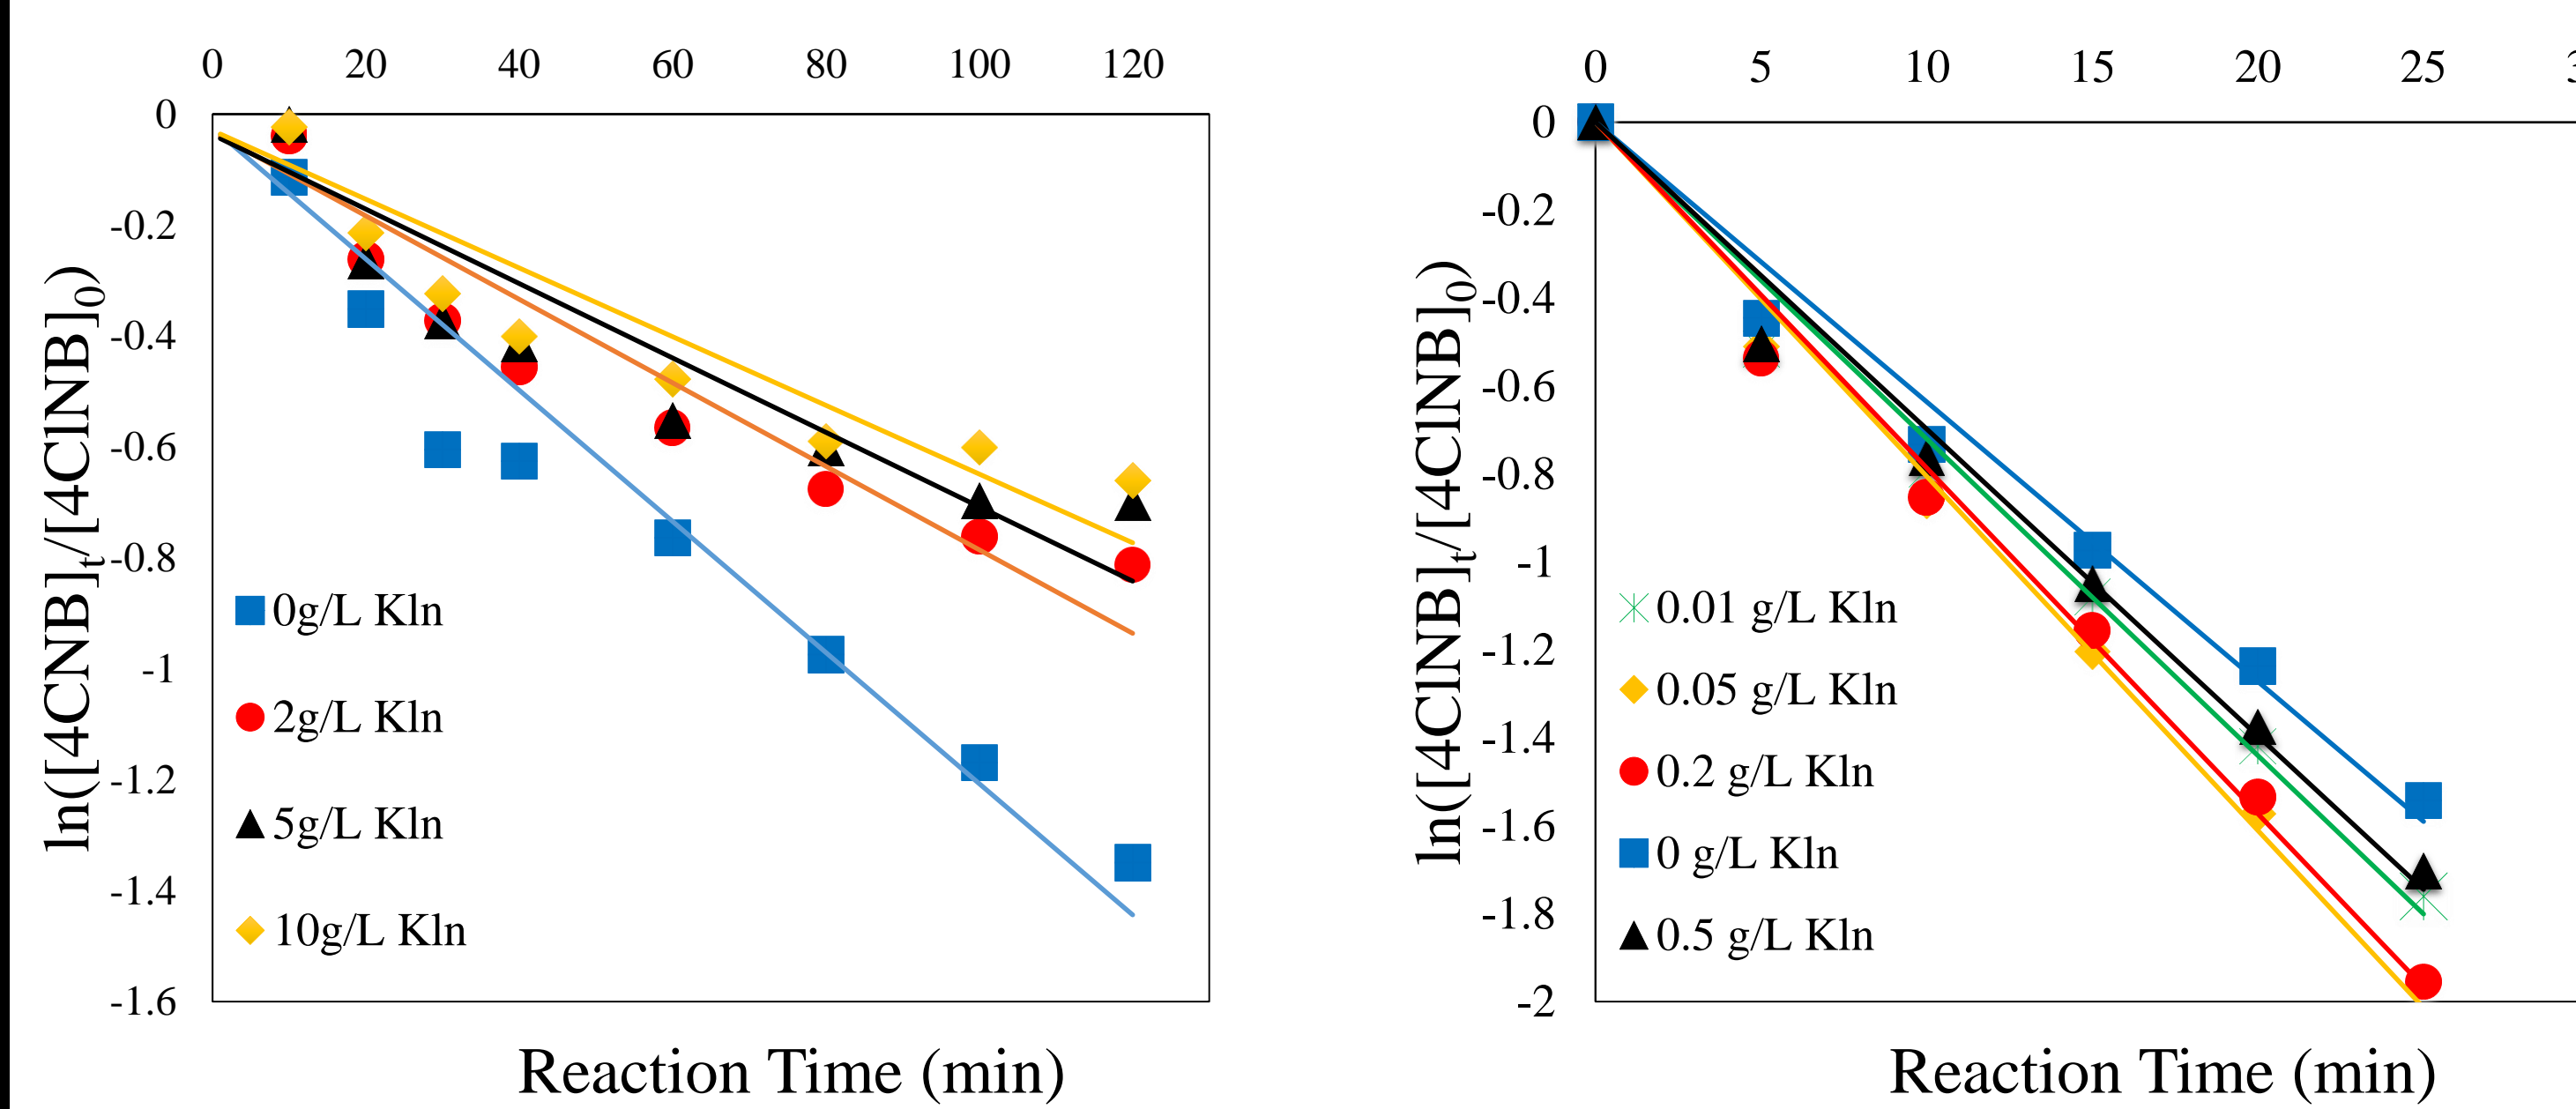 0 20 40 60 80 100 120
0
-0.2
-0.4
-0.6
-0.8
-1
-1.2
-1.4
-1.6
ln([4CNB]t/[4ClNB]0)
0g/L Kln
2g/L Kln
5g/L Kln
10g/L Kln
Reaction Time (min)
0 5 10 15 20 25
0
-0.2
-0.4
-0.6
-0.8
-1
-1.2
-1.4
-1.6
-1.8
-2
ln([4ClNB]t/[4ClNB]0)
0.01 g/L Kln
0.05 g/L Kln
0.2 g/L Kln
0 g/L Kln
0.5 g/L Kln
Reaction Time (min)